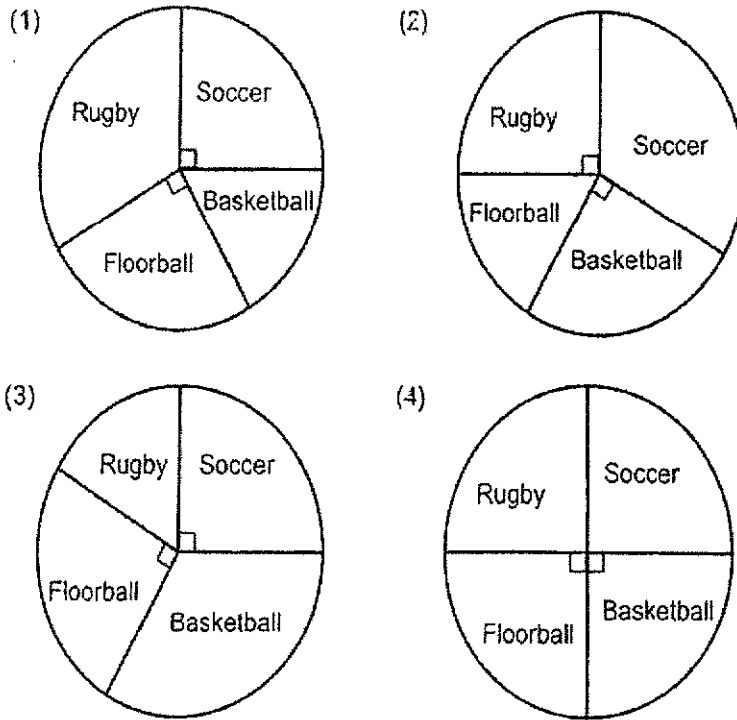 (1)
Rugby
Soccer
Basketball
Floorball
(2)
Rugby
Soccer
Floorball
Basketball
(3)
Rugby
Soccer
Floorball
Basketball
(4)
Rugby
Soccer
Floorball
Basketball